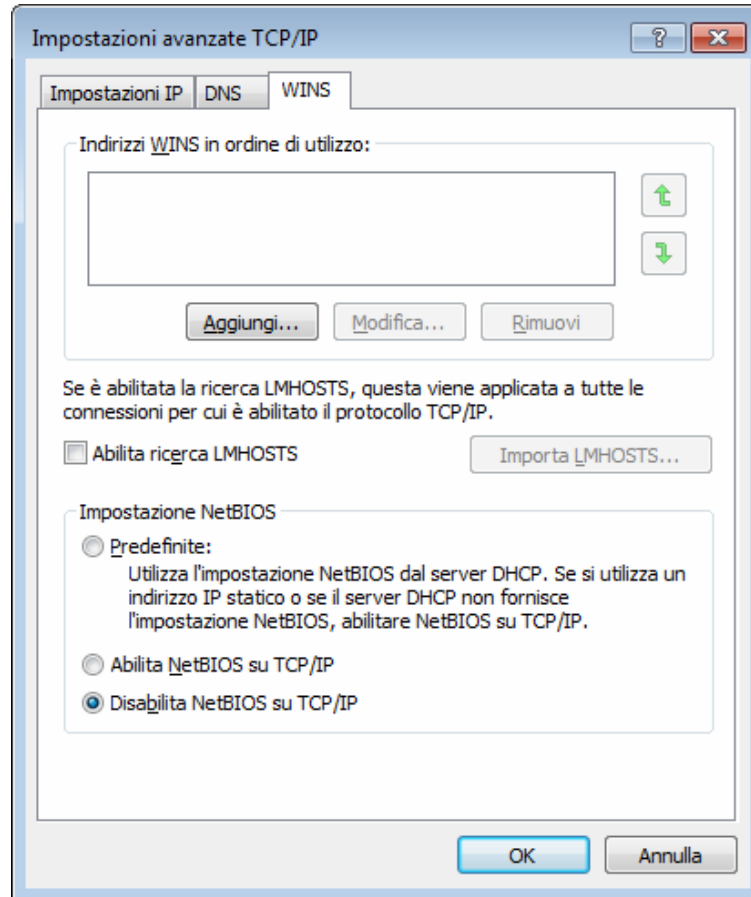 Impostazioni avanzate TCP/IP
Impostazioni IP
DNS
WINS
Indirizzi WINS in ordine di utilizzo:
Aggiungi...
Modifica...
Rimuovi
Se è abilitata la ricerca LMHOSTS, questa viene applicata a tutte le
connessioni per cui è abilitato il protocollo TCP/IP.
Abilita ricerca LMHOSTS
Importa LMHOSTS...
Impostazione NetBIOS
Predefinite:
Utilizza l'impostazione NetBIOS dal server DHCP. Se si utilizza un
indirizzo IP statico o se il server DHCP non fornisce
l'impostazione NetBIOS, abilitare NetBIOS su TCP/IP.
Abilita NetBIOS su TCP/IP
Disabilita NetBIOS su TCP/IP
OK
Annulla